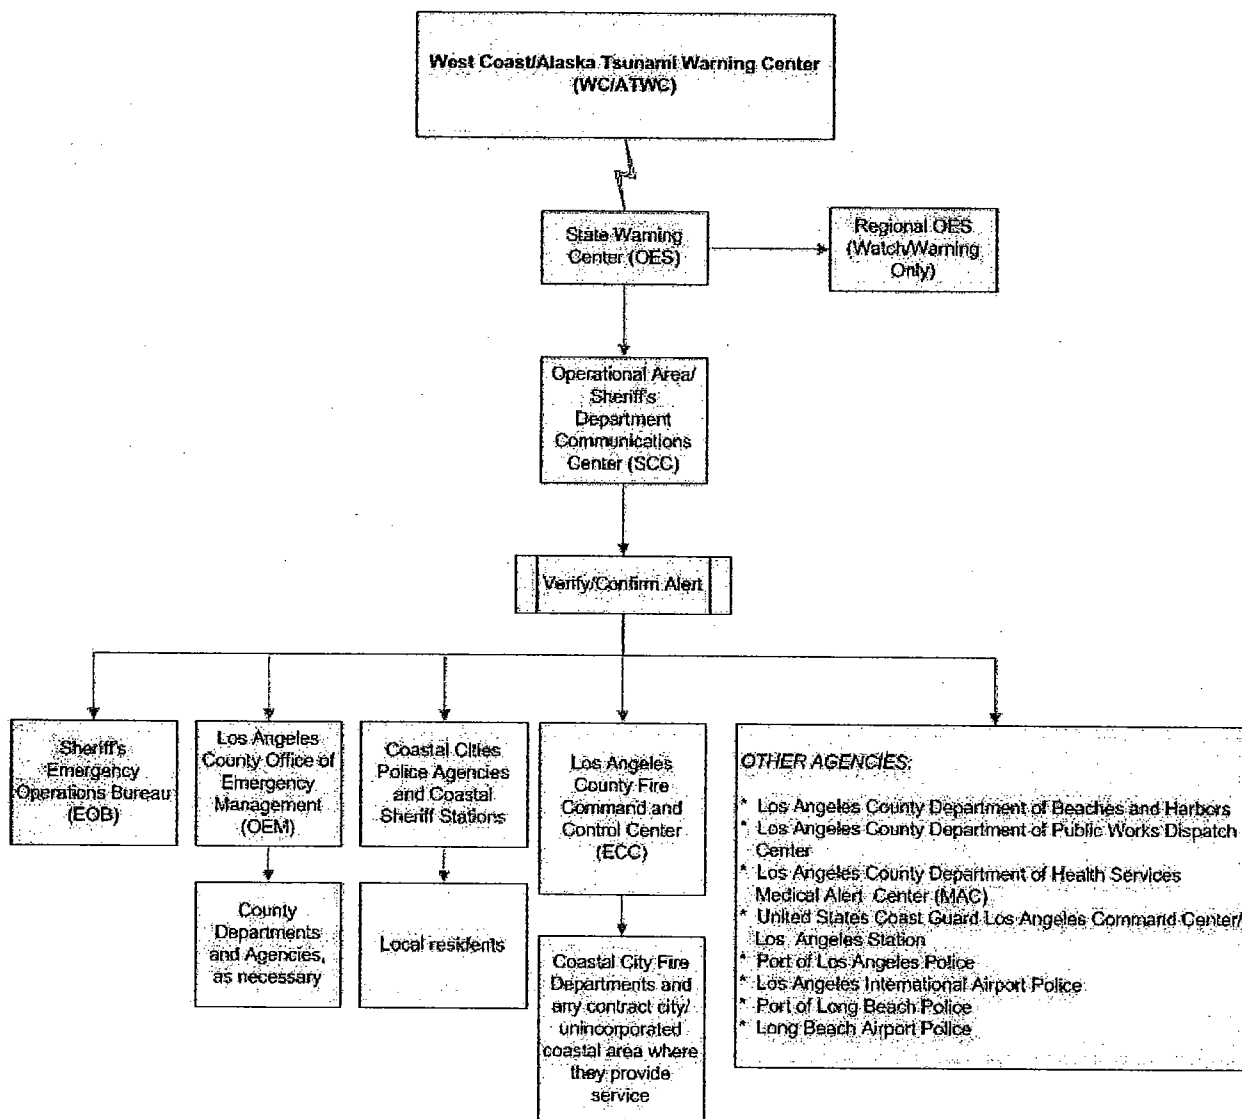 West Coast/Alaska Tsunami Warning Center
(WC/ATWC)
State Warning
Center (OES)
Regional OES
(Watch/Warning
Only)
Operational Area/
Sheriff's
Department
Communications
Center (SCC)
Verify/Confirm Alert
Sheriff's
Emergency
Operations Bureau
(EOB)
Los Angeles
County Office of
Emergency
Management
(OEM)
Coastal Cities
Police Agencies
and Coastal
Sheriff Stations
Los Angeles
County Fire
Command and
Control Center
(ECC)
OTHER AGENCIES:
* Los Angeles County Department of Beaches and Harbors
* Los Angeles County Department of Public Works Dispatch
Center
* Los Angeles County Department of Health Services
Medical Alert Center (MAC)
* United States Coast Guard Los Angeles Command Center/
Los Angeles Station
* Port of Los Angeles Police
* Los Angeles International Airport Police
* Port of Long Beach Police
* Long Beach Airport Police
County
Departments
and Agencies,
as necessary
Local residents
Coastal City Fire
Departments and
any contract city/
unincorporated
coastal area where
they provide
service